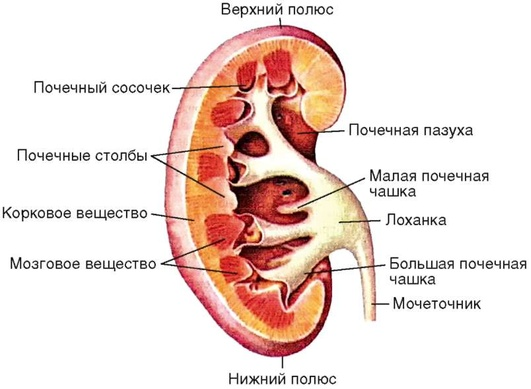 Верхний полюс
Почечный сосочек
Почечная пазуха
Почечные столбы
Малая почечная
чашка
Корковое вещество
Лоханка
Мозговое вещество
Большая почечная
чашка
Мочеточник
Нижний полюс